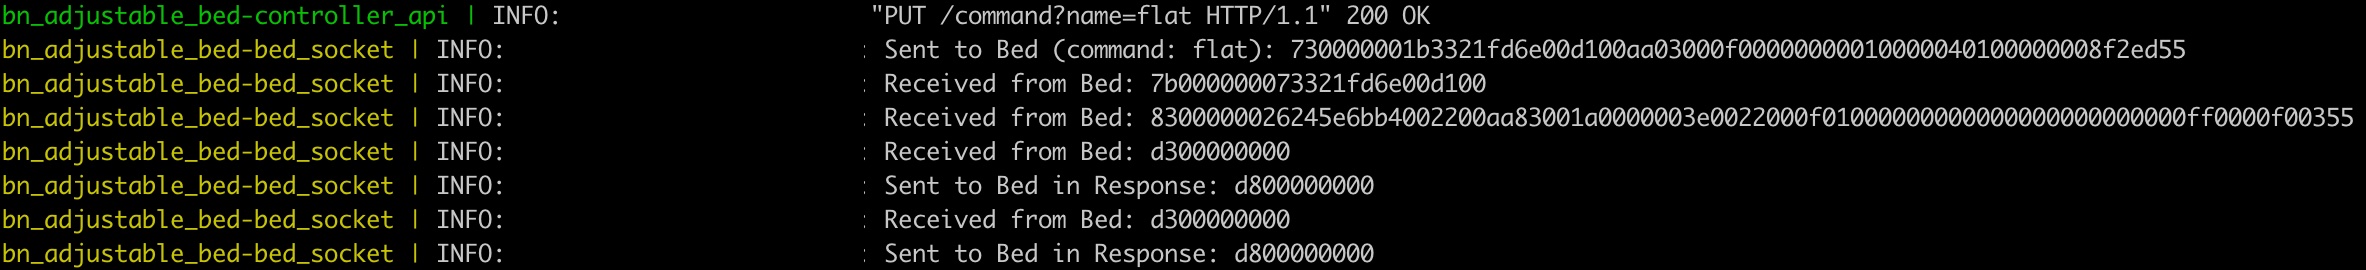 bn_adjustable_bed-controller_api | INFO: "PUT /command?name=flat HTTP/1.1" 200 OK
bn_adjustable_bed-bed_socket | INFO: : Sent to Bed (command: flat): 730000001b3321fd6e00d100aa03000f00000000010000040100000008f2ed55
bn_adjustable_bed-bed_socket | INFO: : Received from Bed: 7b000000073321fd6e00d100
bn_adjustable_bed-bed_socket | INFO: : Received from Bed: 8300000026245e6bb4002200aa83001a0000003e0022000f01000000000000000000000000ff0000f00355
bn_adjustable_bed-bed_socket | INFO: : Received from Bed: d300000000
bn_adjustable_bed-bed_socket | INFO: : Sent to Bed in Response: d800000000
bn_adjustable_bed-bed_socket | INFO: : Received from Bed: d300000000
bn_adjustable_bed-bed_socket | INFO: : Sent to Bed in Response: d800000000